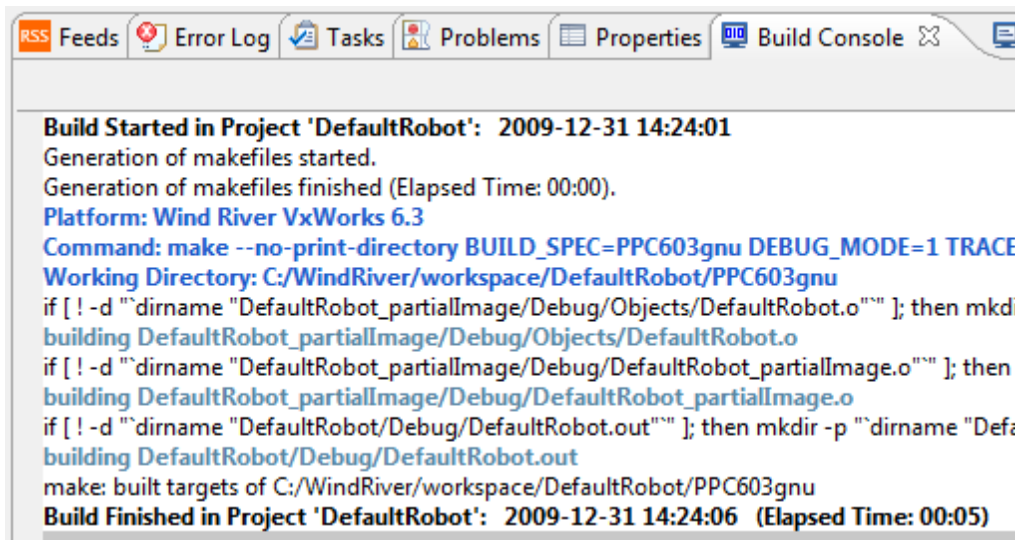 RSS Feeds Error Log Tasks Problems Properties 010 Build Console
Build Started in Project 'DefaultRobot': 2009-12-31 14:24:01
Generation of makefiles started.
Generation of makefiles finished (Elapsed Time: 00:00).
Platform: Wind River VxWorks 6.3
Command: make --no-print-directory BUILD_SPEC=PPC603gnu DEBUG_MODE=1 TRACE
Working Directory: C:/WindRiver/workspace/DefaultRobot/PPC603gnu
if [ ! -d "`dirname "DefaultRobot_partialImage/Debug/Objects/DefaultRobot.o"`" ]; then mkdi
building DefaultRobot_partialImage/Debug/Objects/DefaultRobot.o
if [ ! -d "`dirname "DefaultRobot_partialImage/Debug/DefaultRobot_partialImage.o"`" ]; then
building DefaultRobot_partialImage/Debug/DefaultRobot_partialImage.o
if [ ! -d "`dirname "DefaultRobot/Debug/DefaultRobot.out"`" ]; then mkdir -p "`dirname "Defa
building DefaultRobot/Debug/DefaultRobot.out
make: built targets of C:/WindRiver/workspace/DefaultRobot/PPC603gnu
Build Finished in Project 'DefaultRobot': 2009-12-31 14:24:06 (Elapsed Time: 00:05)